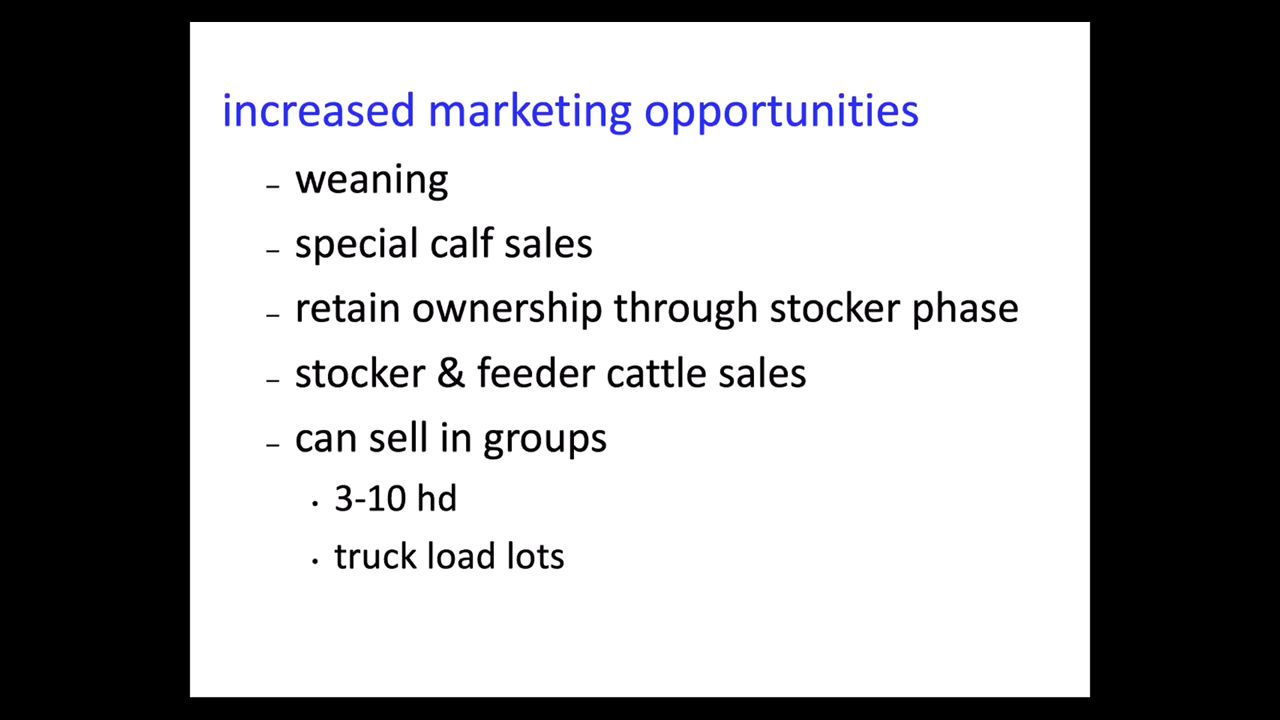 increased marketing opportunities
– weaning
– special calf sales
– retain ownership through stocker phase
– stocker & feeder cattle sales
– can sell in groups
• 3-10 hd
• truck load lots